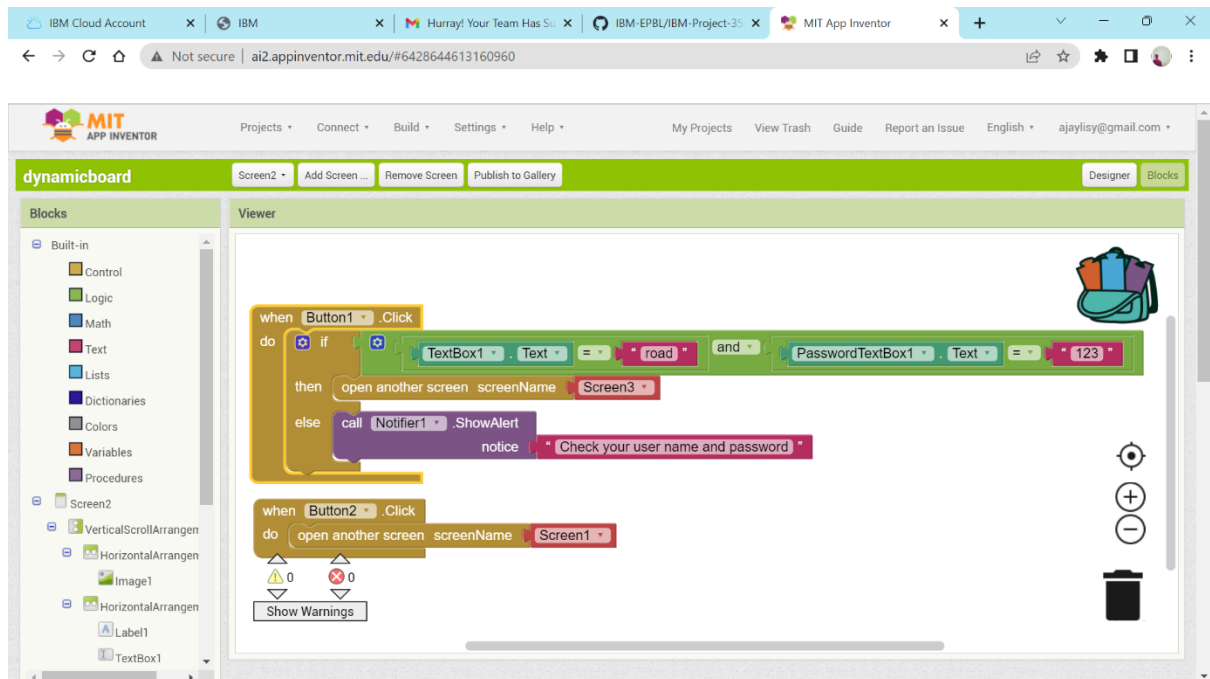 IBM Cloud Account
IBM
Hurray! Your Team Has Su
IBM-EPBL/IBM-Project-35
MIT App Inventor
Not secure | ai2.appinventor.mit.edu/#6428644613160960
MIT
APP INVENTOR
Projects
Connect
Build
Settings
Help
My Projects
View Trash
Guide
Report an Issue
English
ajaylisy@gmail.com
dynamicboard
Screen2
Add Screen ...
Remove Screen
Publish to Gallery
Designer
Blocks
Blocks
Viewer
Built-in
Control
Logic
Math
Text
Lists
Dictionaries
Colors
Variables
Procedures
Screen2
VerticalScrollArrangem
HorizontalArrangem
Image1
HorizontalArrangem
Label1
TextBox1
when Button1 .Click
do if TextBox1 . Text = " road " and PasswordTextBox1 . Text = " 123 "
then open another screen screenName Screen3
else call Notifier1 .ShowAlert
notice " Check your user name and password "
when Button2 .Click
do open another screen screenName Screen1
0 0
Show Warnings